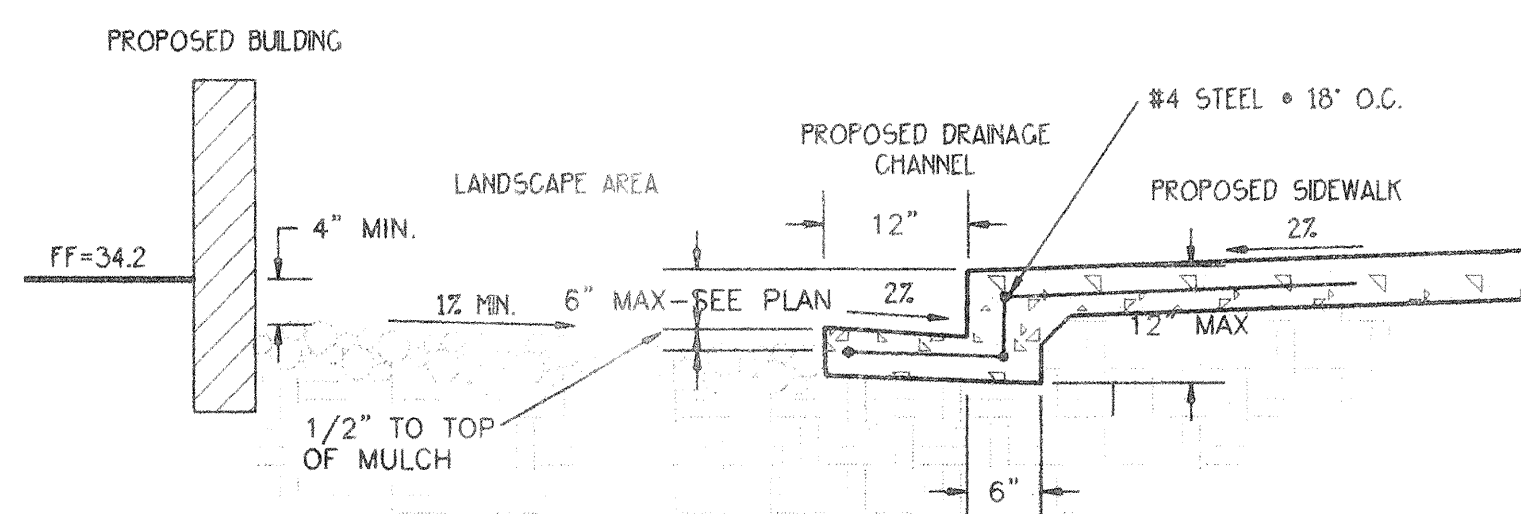 PROPOSED BUILDING
#4 STEEL • 18" O.C.
PROPOSED DRAINAGE
CHANNEL
LANDSCAPE AREA
PROPOSED SIDEWALK
4" MIN.
12"
2%
FF=34.2
1% MIN.
6" MAX-SEE PLAN
2%
12" MAX
1/2" TO TOP
OF MULCH
6"